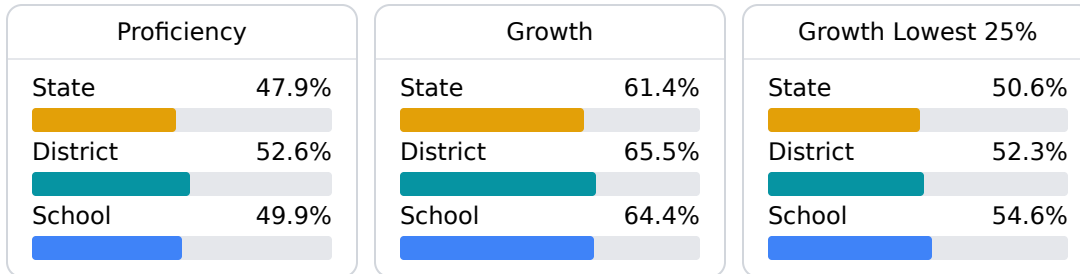 Proficiency
State 47.9%
District 52.6%
School 49.9%
Growth
State 61.4%
District 65.5%
School 64.4%
Growth Lowest 25%
State 50.6%
District 52.3%
School 54.6%